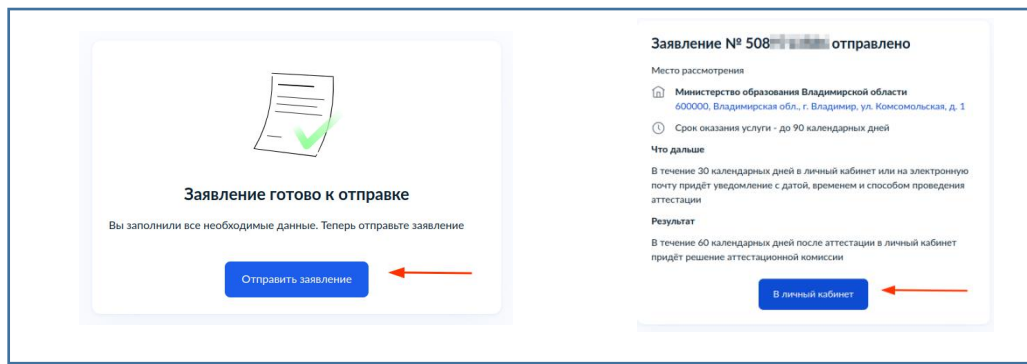 Заявление готово к отправке
Вы заполнили все необходимые данные. Теперь отправьте заявление
Отправить заявление
Заявление № 508 отправлено
Место рассмотрения
Министерство образования Владимирской области
600000, Владимирская обл., г. Владимир, ул. Комсомольская, д. 1
Срок оказания услуги - до 90 календарных дней
Что дальше
В течение 30 календарных дней в личный кабинет или на электронную
почту придёт уведомление с датой, временем и способом проведения
аттестации
Результат
В течение 60 календарных дней после аттестации в личный кабинет
придёт решение аттестационной комиссии
В личный кабинет